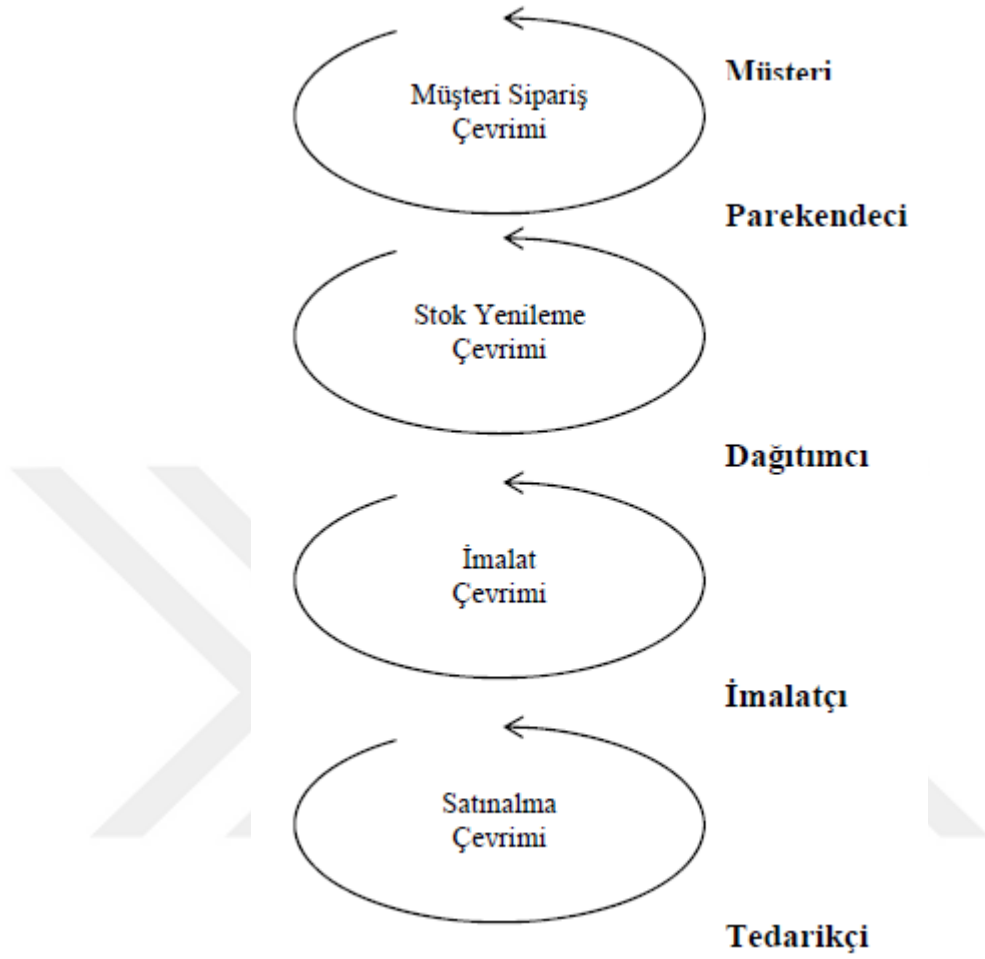 Müşteri
Müşteri Sipariş
Çevrimi
Parekendeci
Stok Yenileme
Çevrimi
Dağıtımcı
İmalat
Çevrimi
İmalatçı
Satınalma
Çevrimi
Tedarikçi